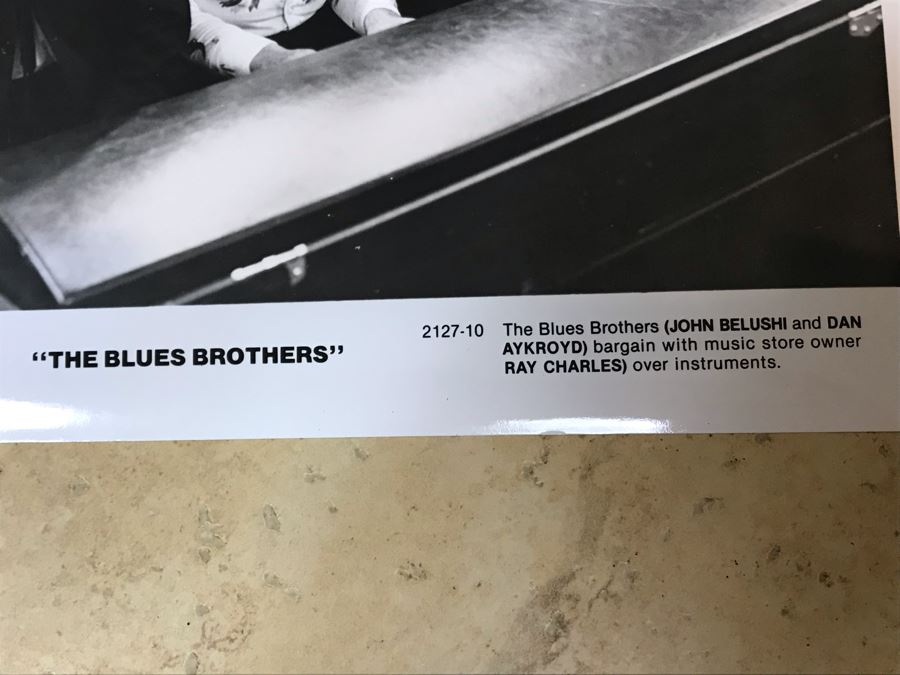 “THE BLUES BROTHERS”
2127-10 The Blues Brothers (JOHN BELUSHI and DAN
AYKROYD) bargain with music store owner
RAY CHARLES) over instruments.